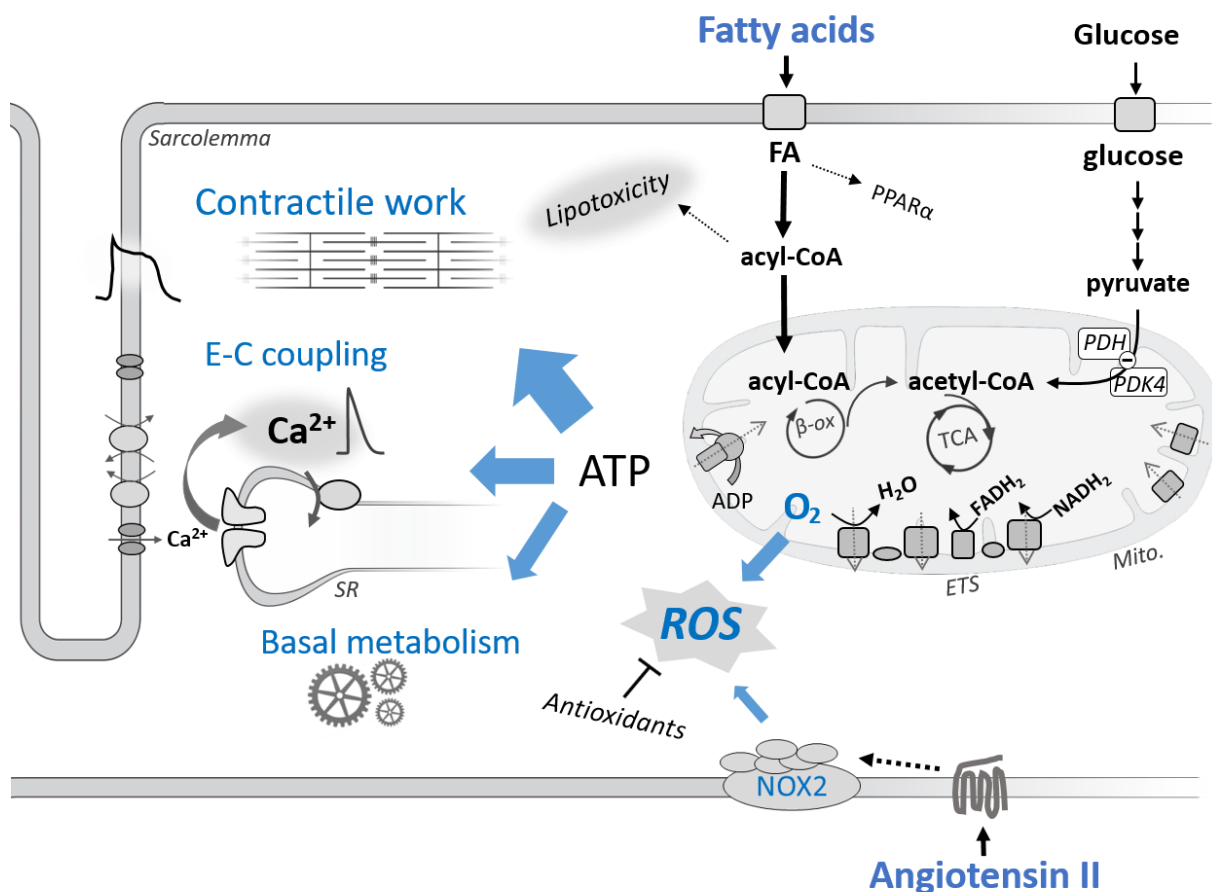 Fatty acids
Glucose
Sarcolemma
FA
glucose
PPARα
Lipotoxicity
Contractile work
acyl-CoA
pyruvate
PDH
−
PDK4
E-C coupling
acyl-CoA
acetyl-CoA
Ca²⁺
β-ox
TCA
ATP
ADP
O₂
H₂O
FADH₂
NADH₂
Ca²⁺
SR
ETS
Mito.
ROS
Basal metabolism
Antioxidants
NOX2
Angiotensin II